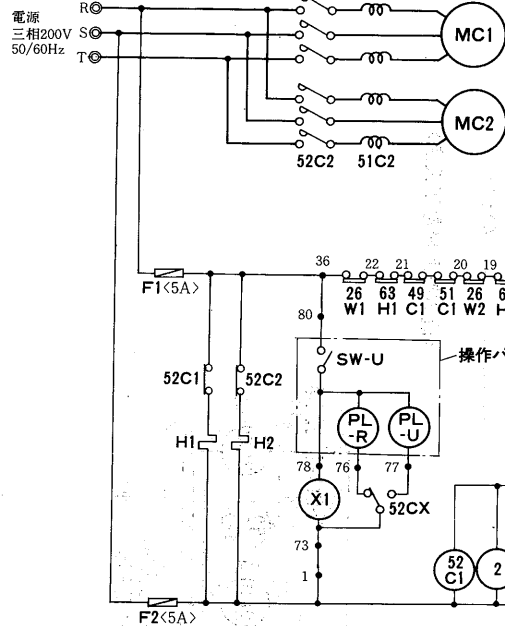 電源
三相200V
50/60Hz
R
S
T
MC1
MC2
52C2 51C2
36 22 21 20 19
F1<5A>
26 63 49 51 26
W1 H1 C1 C1 W2 H
80
SW-U
操作パ
52C1 52C2
PL
-R
PL
-U
H1 H2
78 76 77
X1
52CX
73
1
52
C1
2
F2<5A>